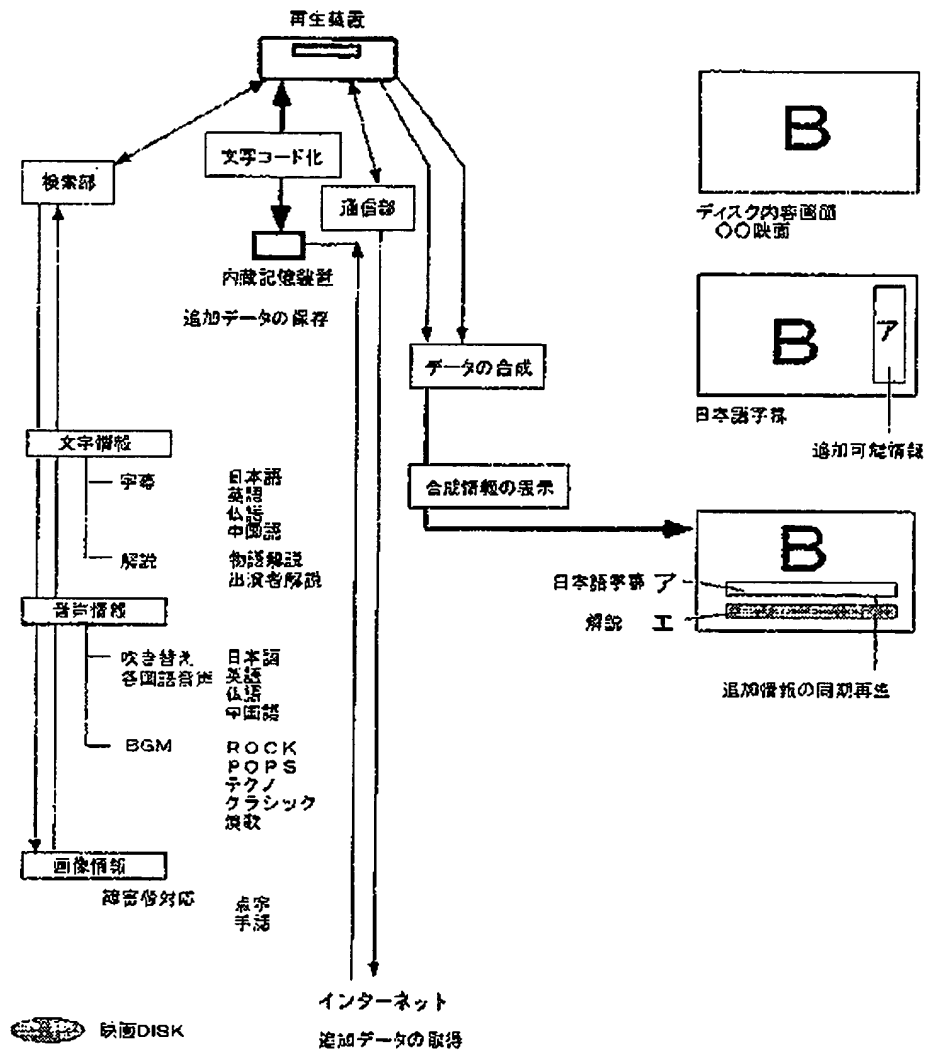 再生装置
文字コード化
検索部
通信部
内蔵記憶装置
追加データの保存
データの合成
合成情報の表示
文字情報
字幕
日本語
英語
仏語
中国語
解説
物語解説
出演者解説
音声情報
吹き替え
各国語音声
日本語
英語
仏語
中国語
BGM
ROCK
POPS
テクノ
クラシック
演歌
画像情報
障害者対応
点字
手話
インターネット
追加データの取得
映画DISK
B
ディスク内容画面
〇〇映画
B
ア
日本語字幕
追加可能情報
B
日本語字幕 ア
解説 エ
追加情報の同期再生